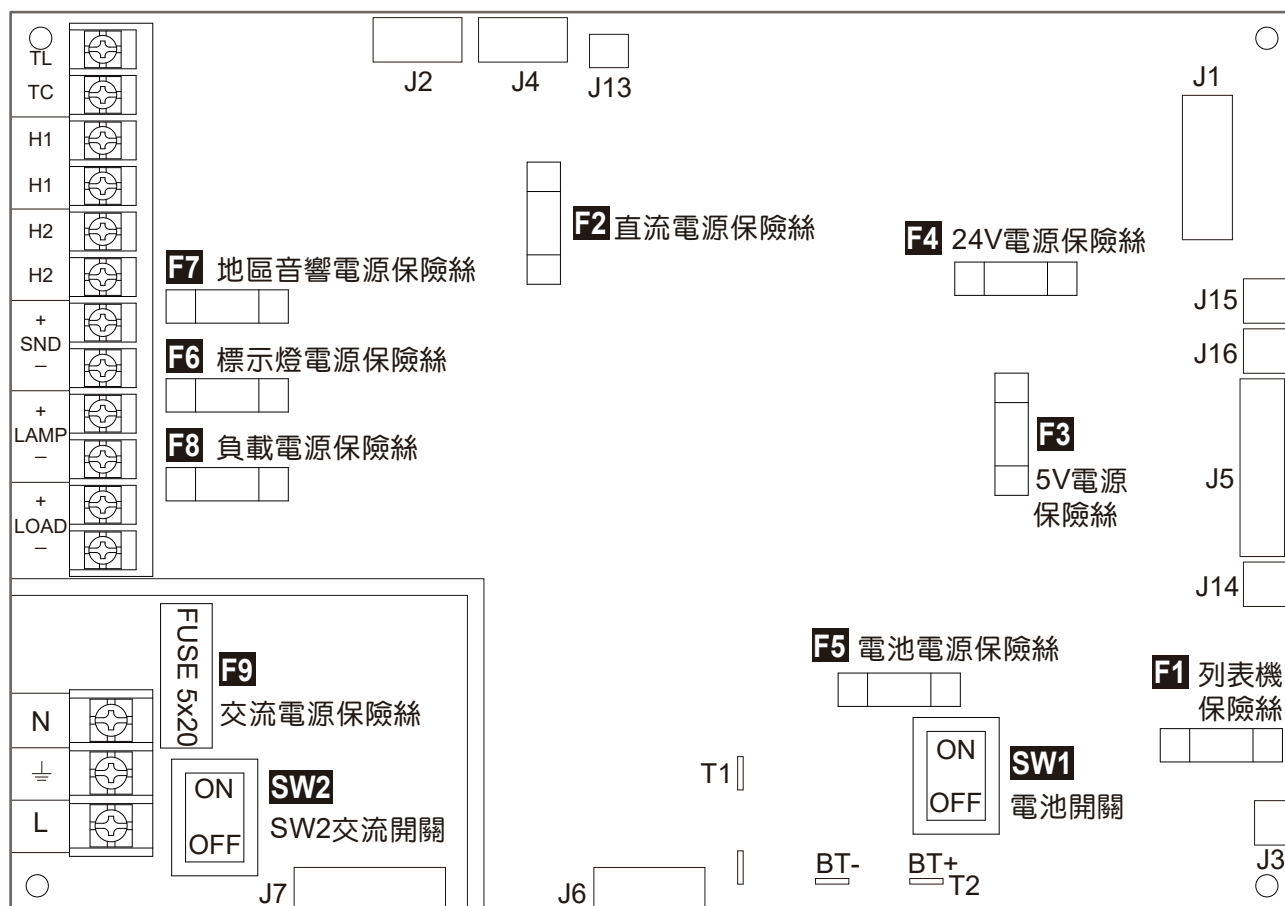 TL
TC
H1
H1
H2
H2
+
SND
−
+
LAMP
−
+
LOAD
−
J2
J4
J13
J1
F2 直流電源保險絲
F4 24V電源保險絲
F7 地區音響電源保險絲
F6 標示燈電源保險絲
F8 負載電源保險絲
J15
J16
F3
5V電源
保險絲
J5
J14
FUSE 5x20
F9
交流電源保險絲
F5 電池電源保險絲
F1 列表機
保險絲
N
L
ON
OFF
SW2
SW2交流開關
T1
ON
OFF
SW1
電池開關
J7
J6
BT-
BT+
T2
J3